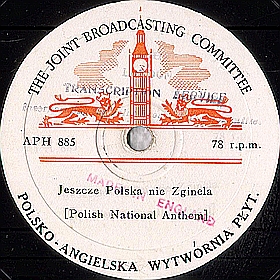 THE JOINT BROADCASTING COMMITTEE
London
TRANSCRIPTION SERVICE
APH 885
78 r.p.m.
Jeszcze Polska nie Zginela
MADE IN ENGLAND
[Polish National Anthem].
POLSKO-ANGIELSKA WYTWÓRNIA PŁYT.